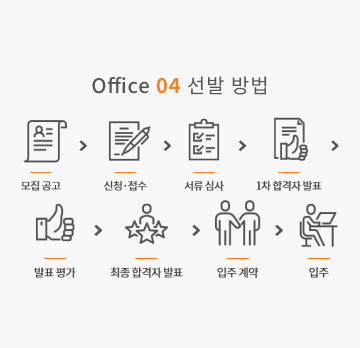 Office 04 선발 방법
모집 공고
신청·접수
서류 심사
1차 합격자 발표
발표 평가
최종 합격자 발표
입주 계약
입주